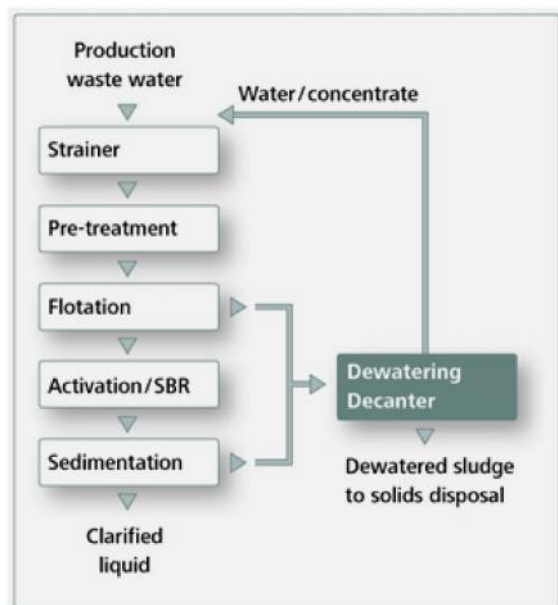 Production
waste water
Water/concentrate
Strainer
Pre-treatment
Flotation
Activation/SBR
Dewatering
Decanter
Sedimentation
Dewatered sludge
to solids disposal
Clarified
liquid